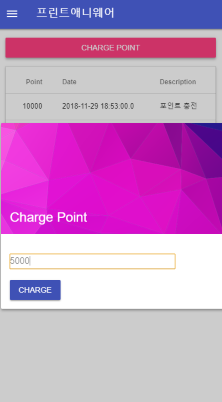 프린트애니웨어
CHARGE POINT
Point Date Description
10000 2018-11-29 18:53:00.0 포인트 충전
Charge Point
5000
CHARGE